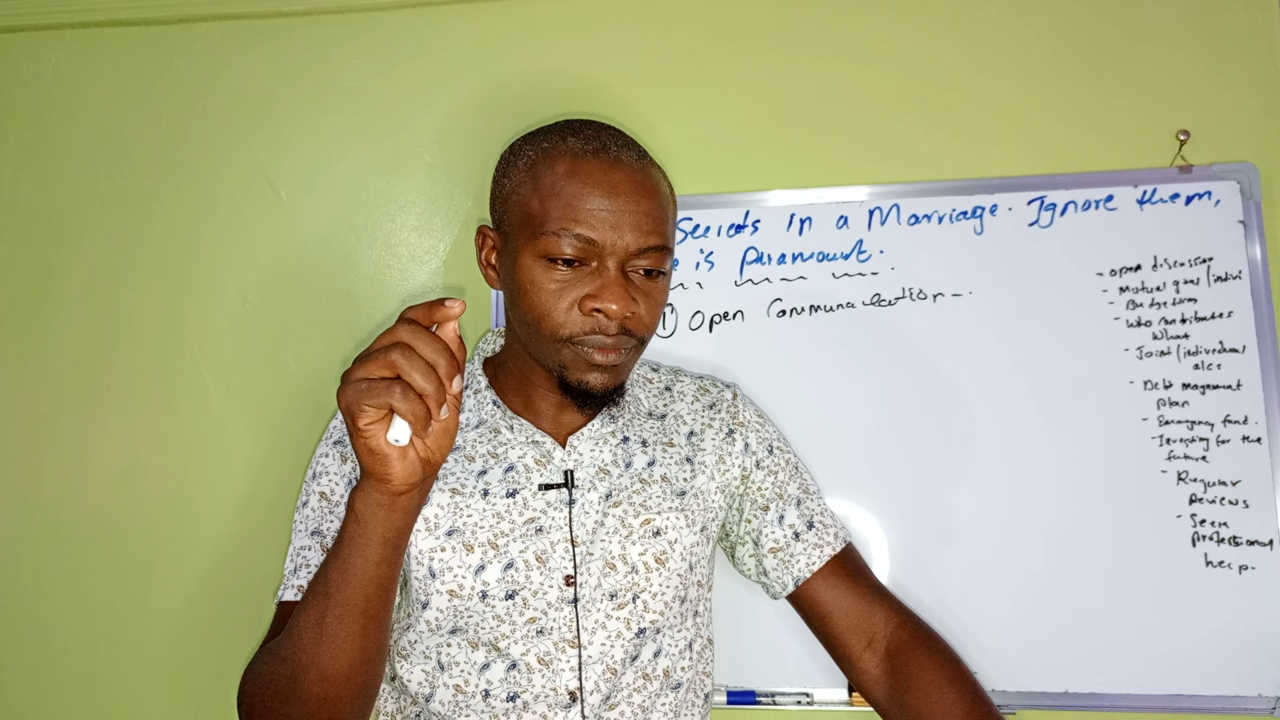 Secrets in a Marriage. Ignore them,
e is Paramount.
① Open Communication-.
- open discussion
- Mutual goas/indivi
- Budgeting
- Who contributes
What
- Joint/individual
a/cs
- Debt management
plan
- Emergency fund.
- Investing for the
future
- Regular
Reviews
- Seek
professional
help.